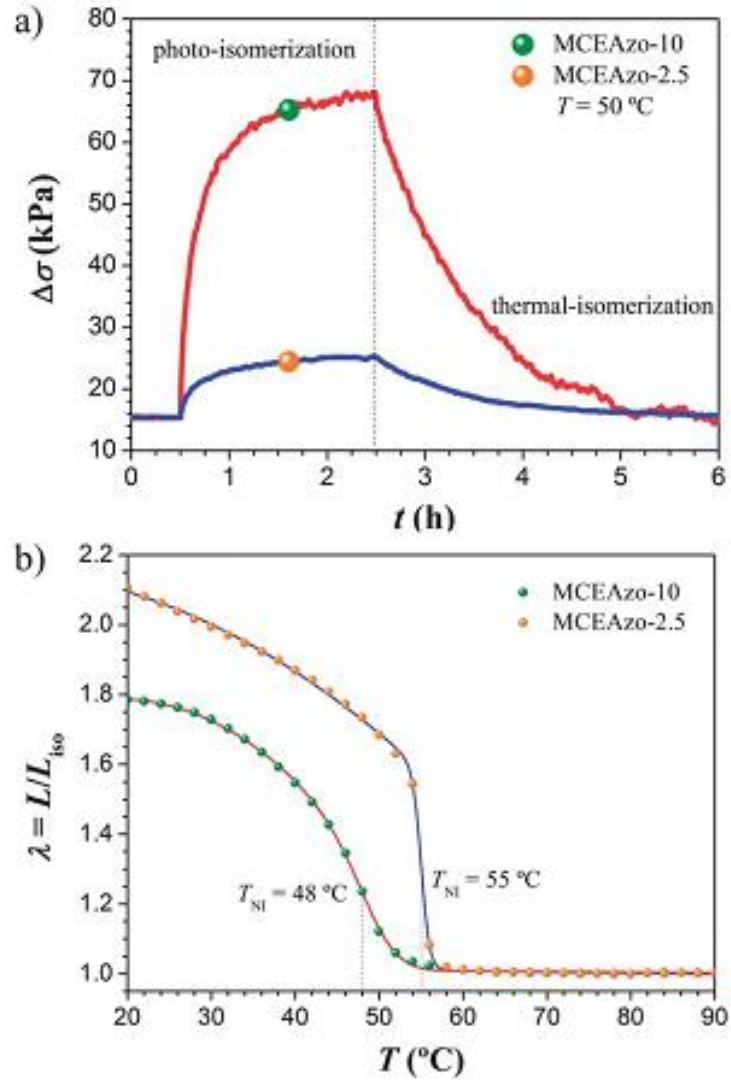 a)
80
70
60
50
40
30
20
10
Δσ (kPa)
photo-isomerization
MCEAzo-10
MCEAzo-2.5
T = 50 ºC
thermal-isomerization
0 1 2 3 4 5 6
t (h)
b)
2.2
2.0
1.8
1.6
1.4
1.2
1.0
λ = L/Liso
MCEAzo-10
MCEAzo-2.5
TNI = 48 ºC
TNI = 55 ºC
20 30 40 50 60 70 80 90
T (ºC)